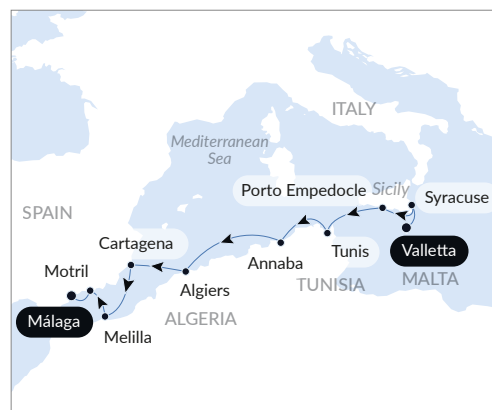 ITALY
Mediterranean
Sea
Porto Empedocle
Sicily
Syracuse
SPAIN
Cartagena
Annaba
Tunis
Valletta
Motril
Algiers
TUNISIA
MALTA
Málaga
ALGERIA
Melilla